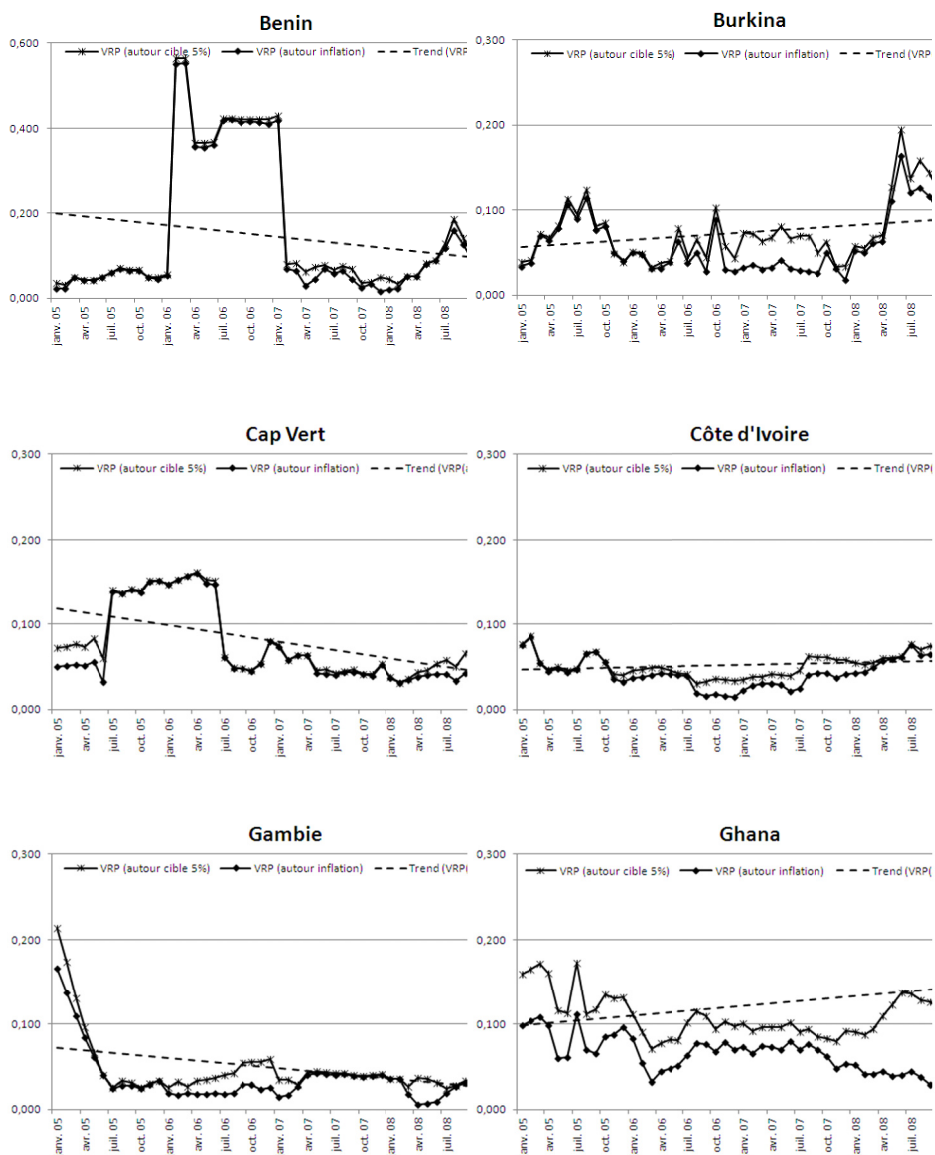 Benin
VRP (autour cible 5%) VRP (autour inflation) Trend (VRP
0,600
0,400
0,200
0,000
janv. 05 avr. 05 juil. 05 oct. 05 janv. 06 avr. 06 juil. 06 oct. 06 janv. 07 avr. 07 juil. 07 oct. 07 janv. 08 avr. 08 juil. 08
Burkina
VRP (autour cible 5%) VRP (autour inflation) Trend (VRP
0,300
0,200
0,100
0,000
janv. 05 avr. 05 juil. 05 oct. 05 janv. 06 avr. 06 juil. 06 oct. 06 janv. 07 avr. 07 juil. 07 oct. 07 janv. 08 avr. 08 juil. 08
Cap Vert
VRP (autour cible 5%) VRP (autour inflation) Trend (VRP(
0,300
0,200
0,100
0,000
janv. 05 avr. 05 juil. 05 oct. 05 janv. 06 avr. 06 juil. 06 oct. 06 janv. 07 avr. 07 juil. 07 oct. 07 janv. 08 avr. 08 juil. 08
Côte d'Ivoire
VRP (autour cible 5%) VRP (autour inflation) Trend (VRP(
0,300
0,200
0,100
0,000
janv. 05 avr. 05 juil. 05 oct. 05 janv. 06 avr. 06 juil. 06 oct. 06 janv. 07 avr. 07 juil. 07 oct. 07 janv. 08 avr. 08 juil. 08
Gambie
VRP (autour cible 5%) VRP (autour inflation) Trend (VRP(
0,300
0,200
0,100
0,000
anv. 05 avr. 05 juil. 05 oct. 05 anv. 06 avr. 06 juil. 06 oct. 06 anv. 07 avr. 07 juil. 07 oct. 07 anv. 08 avr. 08 juil. 08
Ghana
VRP (autour cible 5%) VRP (autour inflation) Trend (VRP(
0,300
0,200
0,100
0,000
anv. 05 avr. 05 juil. 05 oct. 05 anv. 06 avr. 06 juil. 06 oct. 06 anv. 07 avr. 07 juil. 07 oct. 07 anv. 08 avr. 08 juil. 08